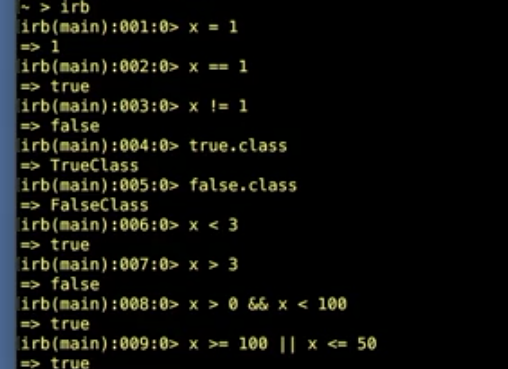 ~ > irb
irb(main):001:0> x = 1
=> 1
irb(main):002:0> x == 1
=> true
irb(main):003:0> x != 1
=> false
irb(main):004:0> true.class
=> TrueClass
irb(main):005:0> false.class
=> FalseClass
irb(main):006:0> x < 3
=> true
irb(main):007:0> x > 3
=> false
irb(main):008:0> x > 0 && x < 100
=> true
irb(main):009:0> x >= 100 || x <= 50
=> true